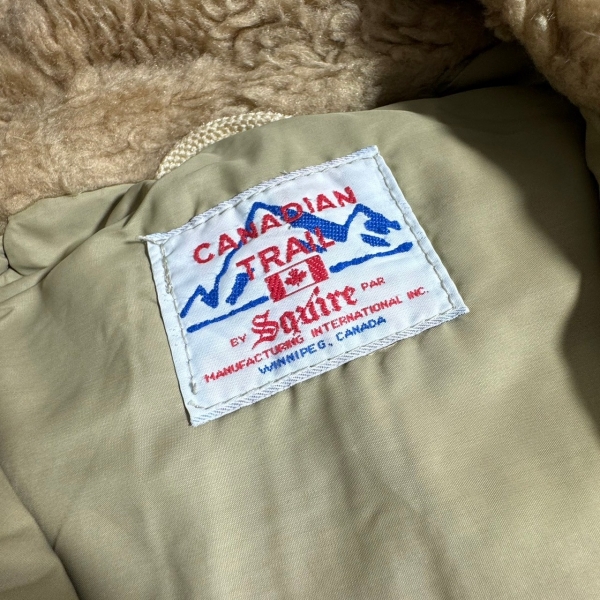 CANADIAN
TRAIL
BY Squire PAR
MANUFACTURING INTERNATIONAL INC.
WINNIPEG, CANADA